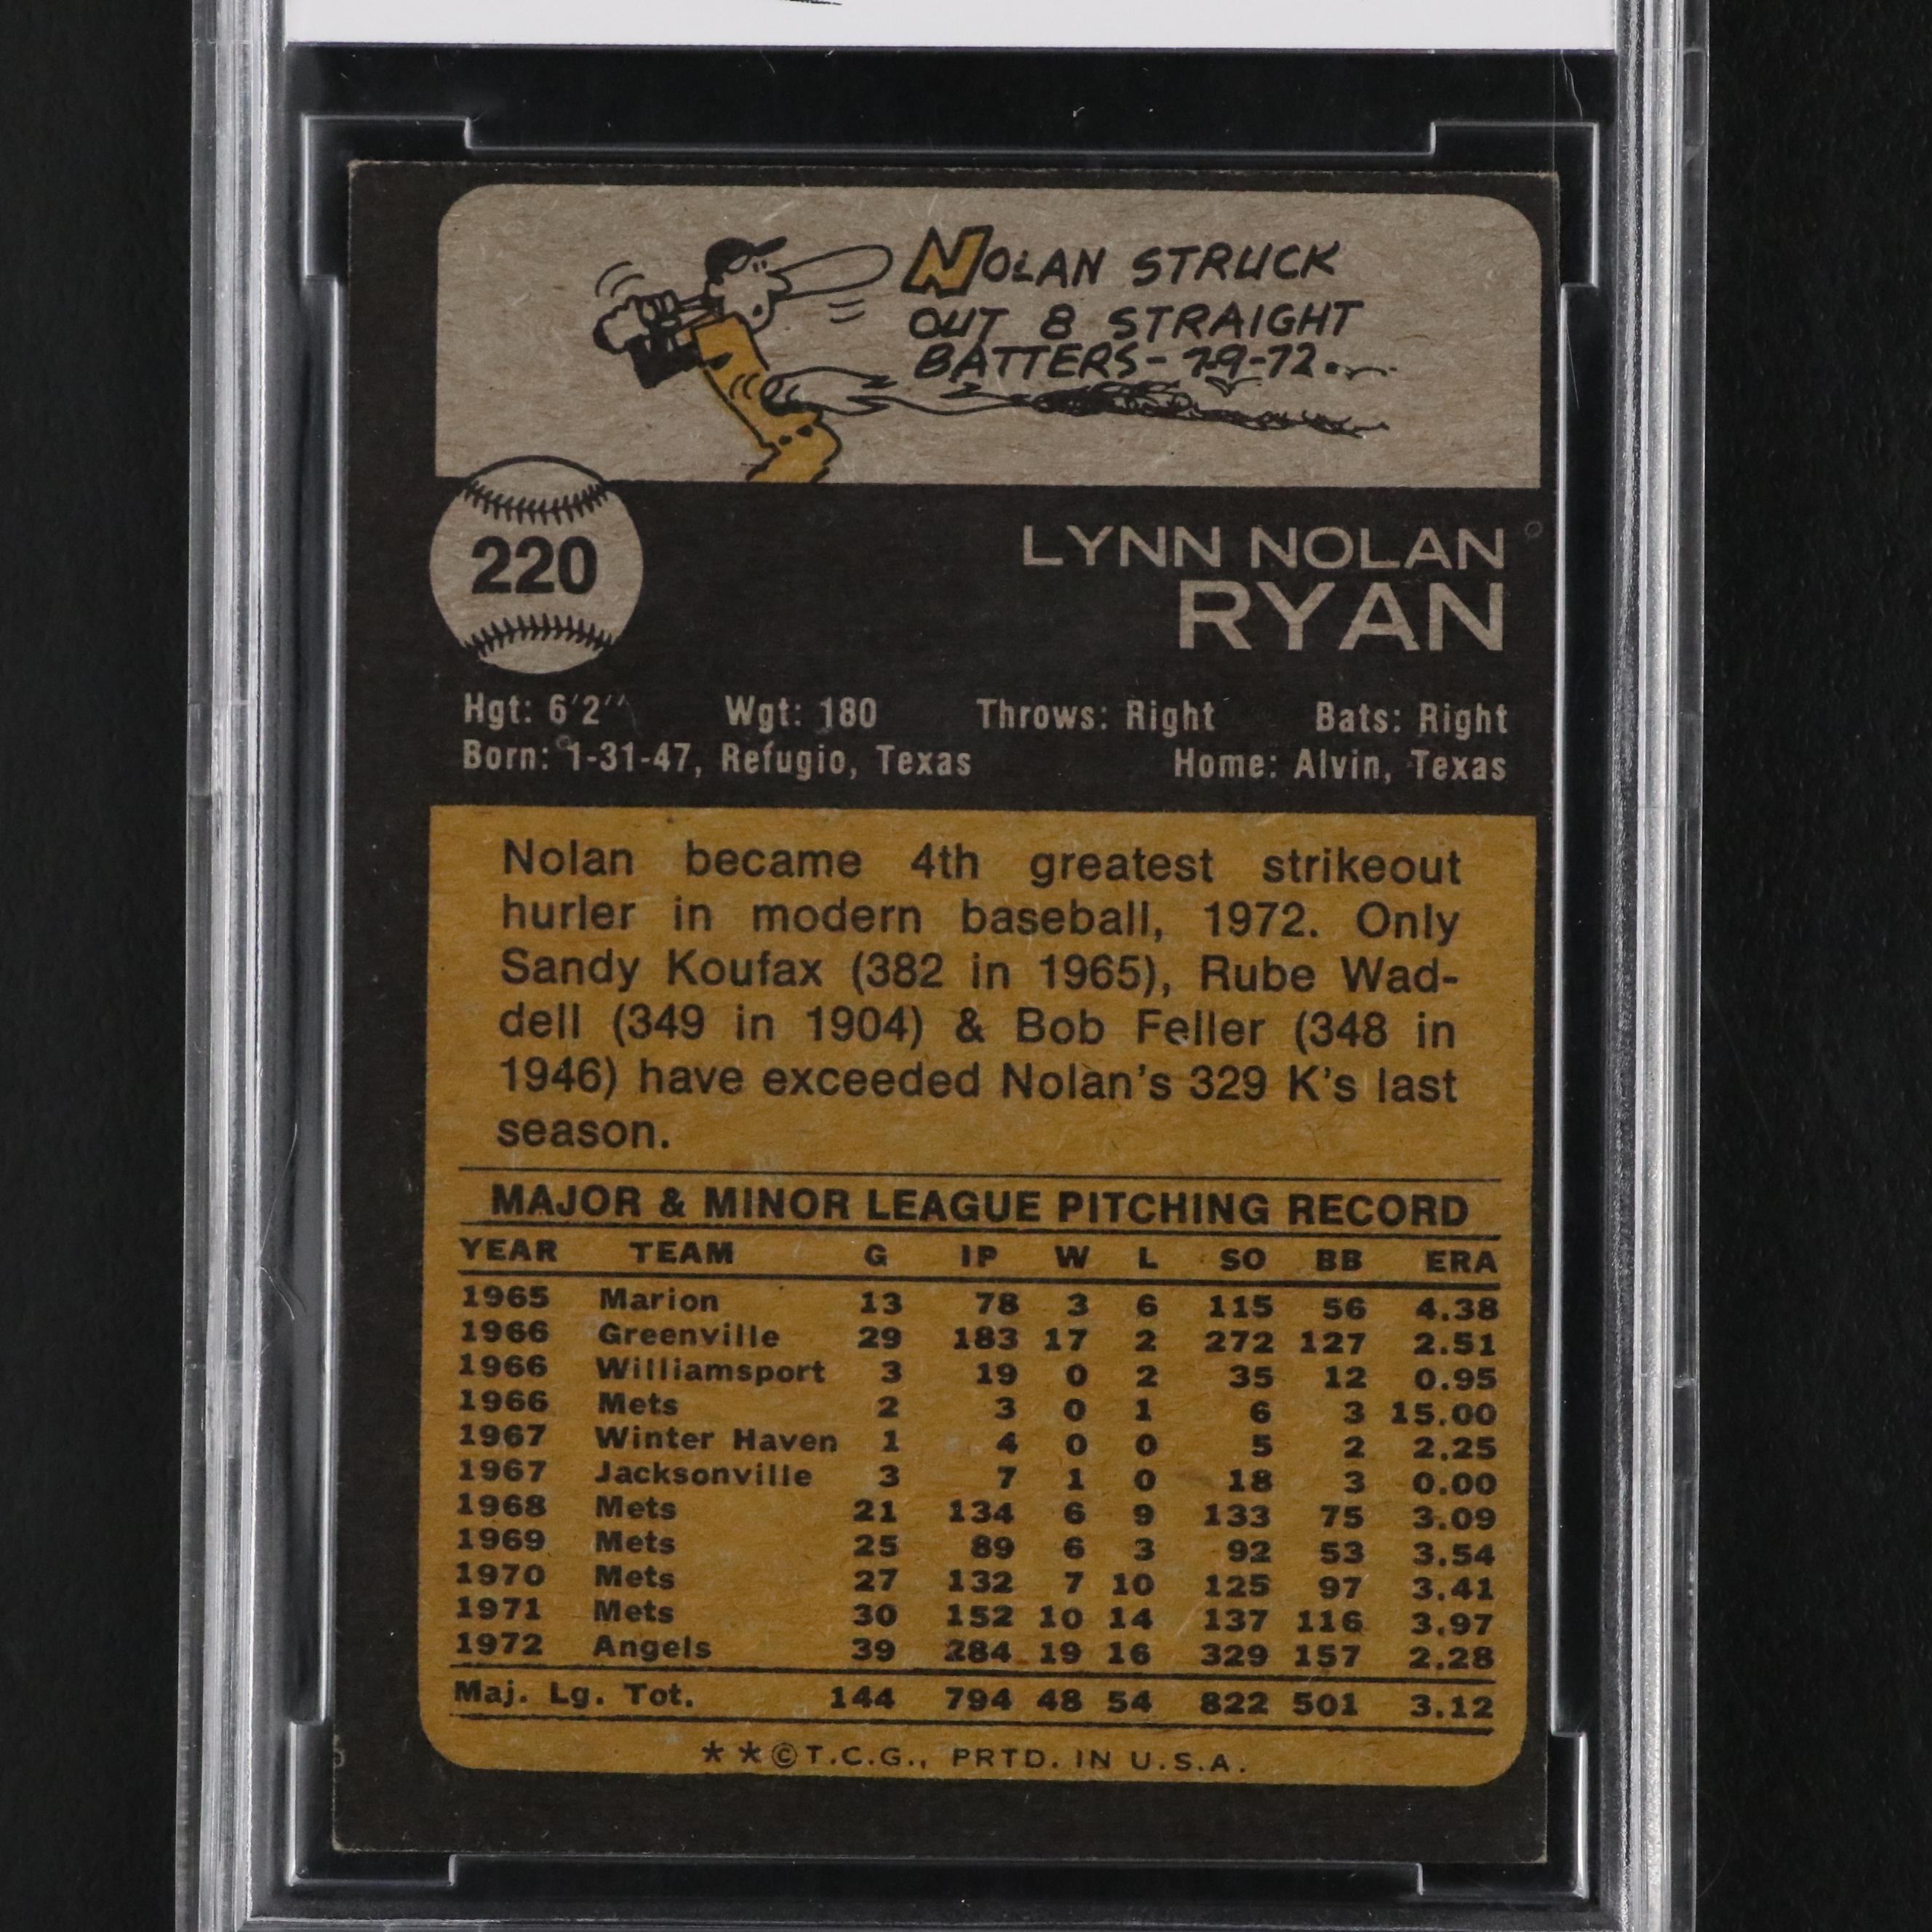 NOLAN STRUCK
OUT 8 STRAIGHT
BATTERS-7-9-72.
220
LYNN NOLAN
RYAN
Hgt: 6'2" Wgt: 180 Throws: Right Bats: Right
Born: 1-31-47, Refugio, Texas Home: Alvin, Texas
Nolan became 4th greatest strikeout
hurler in modern baseball, 1972. Only
Sandy Koufax (382 in 1965), Rube Wad-
dell (349 in 1904) & Bob Feller (348 in
1946) have exceeded Nolan's 329 K's last
season.
MAJOR & MINOR LEAGUE PITCHING RECORD
YEAR TEAM G IP W L SO BB ERA
1965 Marion 13 78 3 6 115 56 4.38
1966 Greenville 29 183 17 2 272 127 2.51
1966 Williamsport 3 19 0 2 35 12 0.95
1966 Mets 2 3 0 1 6 3 15.00
1967 Winter Haven 1 4 0 0 5 2 2.25
1967 Jacksonville 3 7 1 0 18 3 0.00
1968 Mets 21 134 6 9 133 75 3.09
1969 Mets 25 89 6 3 92 53 3.54
1970 Mets 27 132 7 10 125 97 3.41
1971 Mets 30 152 10 14 137 116 3.97
1972 Angels 39 284 19 16 329 157 2.28
Maj. Lg. Tot. 144 794 48 54 822 501 3.12
**©T.C.G., PRTD. IN U.S.A.